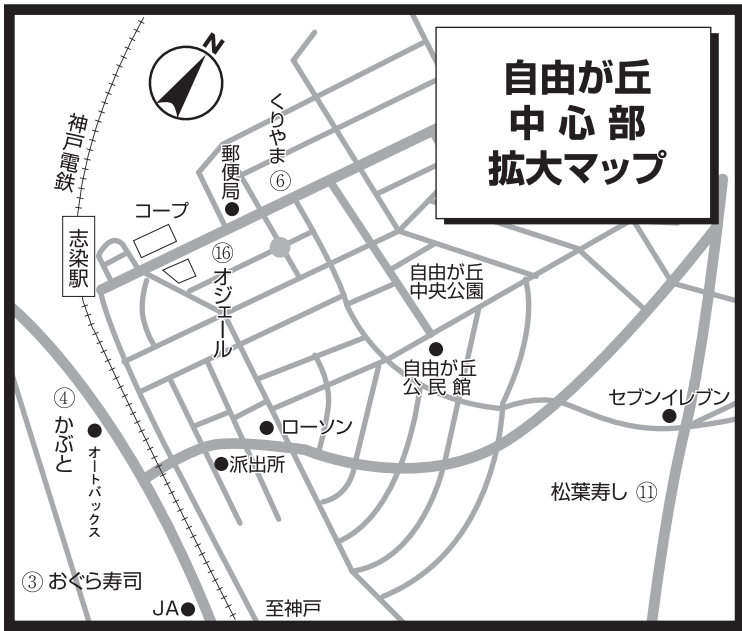 自由が丘
中心部
拡大マップ
N
神戸電鉄
くりやま
⑥
郵便局
コープ
志染駅
⑯
オジェール
自由が丘
中央公園
自由が丘
公民館
④
かぶと
オートバックス
ローソン
派出所
セブンイレブン
松葉寿し ⑪
③ おぐら寿司
JA
至神戸